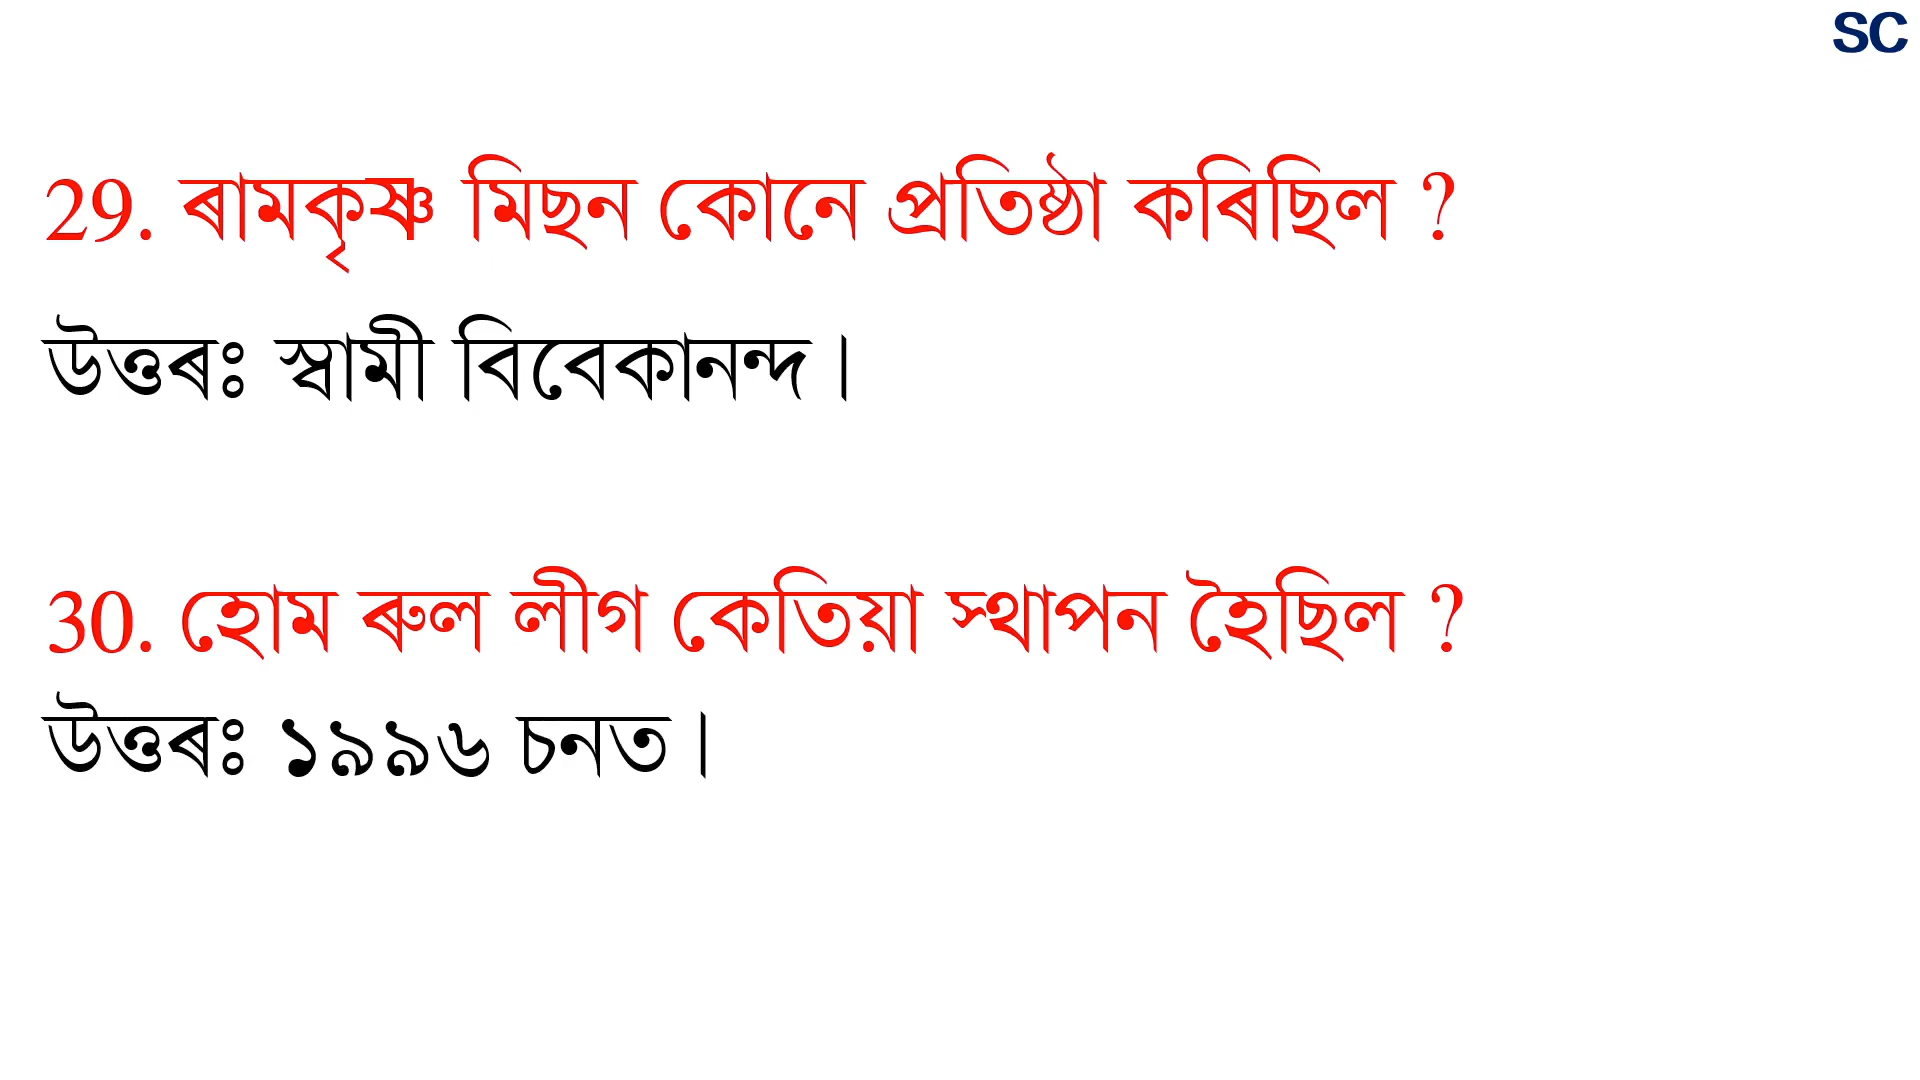 SC
29. ৰামকৃষ্ণ মিছন কোনে প্ৰতিষ্ঠা কৰিছিল ?
উত্তৰঃ স্বামী বিবেকানন্দ ।
30. হোম ৰুল লীগ কেতিয়া স্থাপন হৈছিল ?
উত্তৰঃ ১৯৯৬ চনত ।